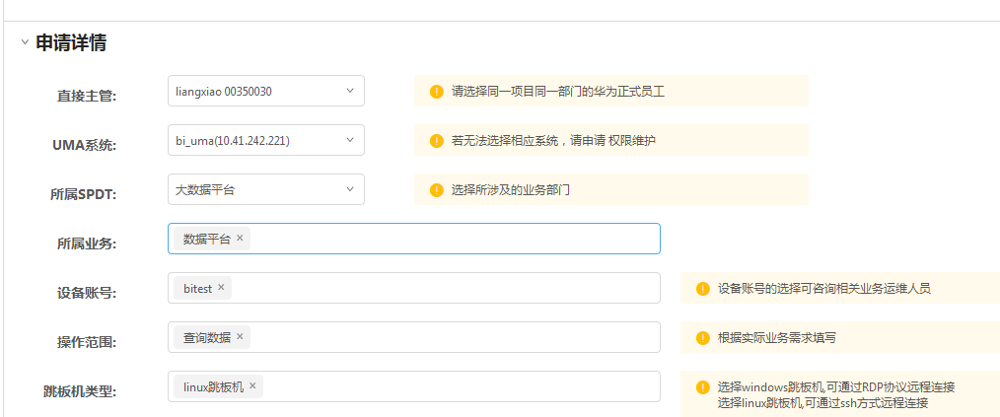 申请详情
直接主管: liangxiao 00350030 请选择同一项目同一部门的华为正式员工
UMA系统: bi_uma(10.41.242.221) 若无法选择相应系统，请申请 权限维护
所属SPDT: 大数据平台 选择所涉及的业务部门
所属业务: 数据平台 ×
设备账号: bitest × 设备账号的选择可咨询相关业务运维人员
操作范围: 查询数据 × 根据实际业务需求填写
跳板机类型: linux跳板机 × 选择windows跳板机,可通过RDP协议远程连接
选择linux跳板机,可通过ssh方式远程连接